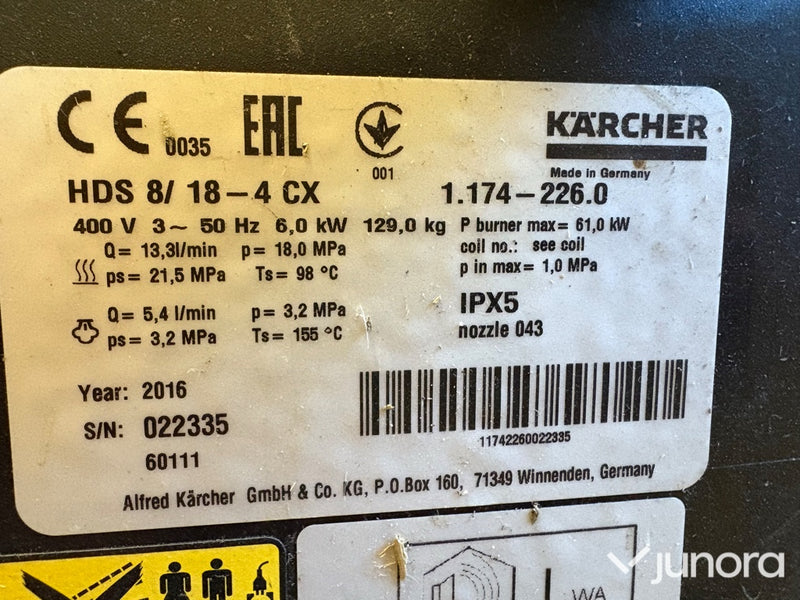 CE 0035 EAC 001 KÄRCHER
Made in Germany
HDS 8/ 18-4 CX 1.174-226.0
400 V 3~ 50 Hz 6,0 kW 129,0 kg P burner max= 61,0 kW
Q= 13,3l/min p= 18,0 MPa coil no.: see coil
ps= 21,5 MPa Ts= 98 °C p in max= 1,0 MPa
Q= 5,4 l/min p= 3,2 MPa IPX5
ps= 3,2 MPa Ts= 155 °C nozzle 043
Year: 2016
S/N: 022335
11742260022335
60111
Alfred Kärcher GmbH & Co. KG, P.O.Box 160, 71349 Winnenden, Germany
WA
junora